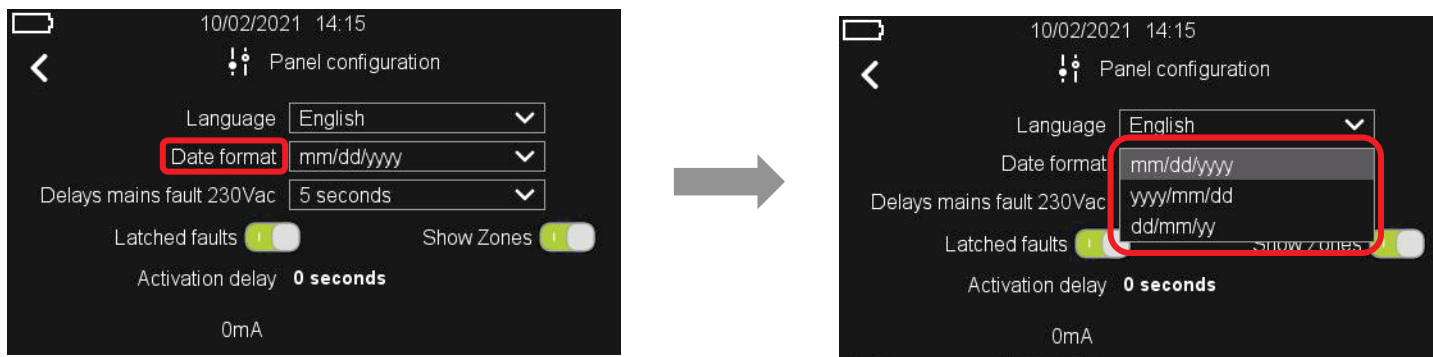 10/02/2021 14:15
Panel configuration
Language English
Date format mm/dd/yyyy
Delays mains fault 230Vac 5 seconds
Latched faults Show Zones
Activation delay 0 seconds
0mA
10/02/2021 14:15
Panel configuration
Language English
Date format mm/dd/yyyy
yyyy/mm/dd
Delays mains fault 230Vac
dd/mm/yy
Latched faults Show Zones
Activation delay 0 seconds
0mA